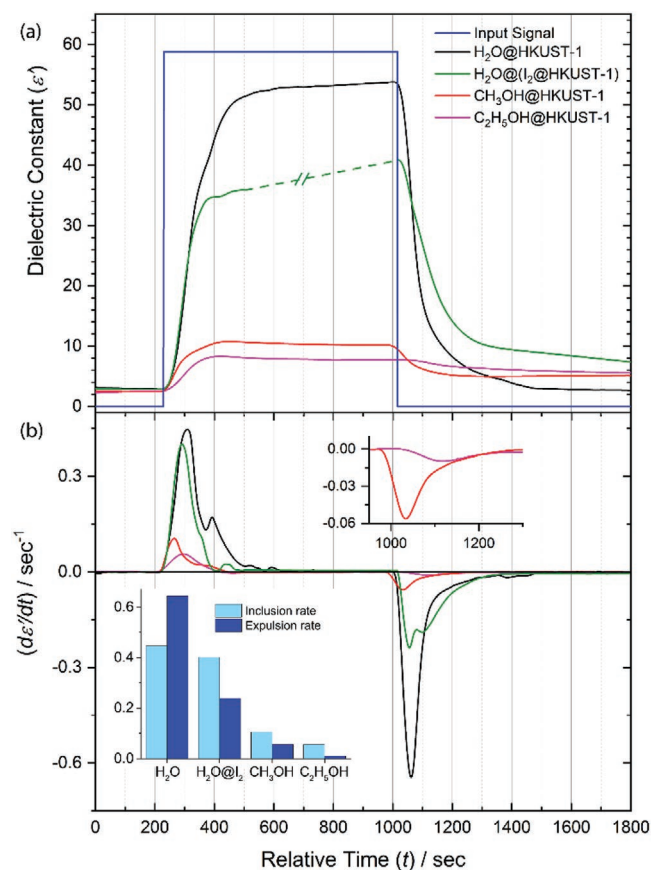 (a)
Input Signal
H₂O@HKUST-1
H₂O@(I₂@HKUST-1)
CH₃OH@HKUST-1
C₂H₅OH@HKUST-1
60
50
40
30
20
10
0
Dielectric Constant (ε′)
(b)
0.3
0.0
-0.3
-0.6
(dε′/dt) / sec⁻¹
0.00
-0.03
-0.06
1000 1200
Inclusion rate
Expulsion rate
0.6
0.4
0.2
0.0
H₂O H₂O@I₂ CH₃OH C₂H₅OH
0 200 400 600 800 1000 1200 1400 1600 1800
Relative Time (t) / sec